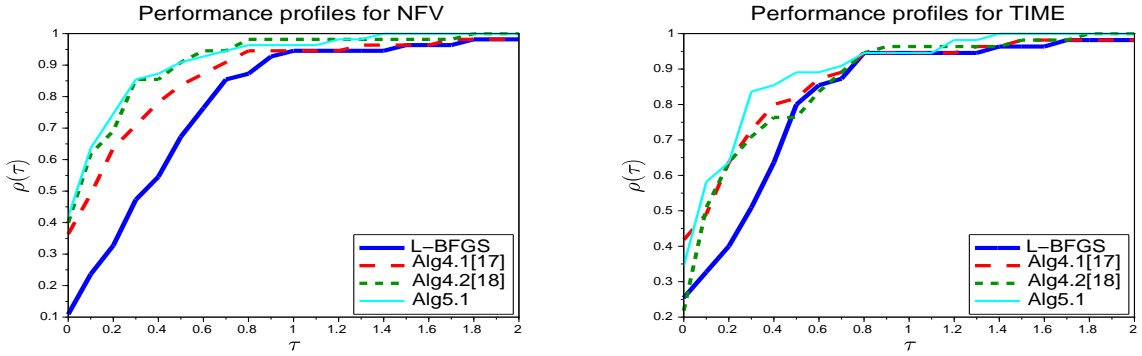 Performance profiles for NFV
1
0.9
0.8
0.7
0.6
0.5
0.4
0.3
0.2
0.1
ρ(τ)
0 0.2 0.4 0.6 0.8 1 1.2 1.4 1.6 1.8 2
τ
L−BFGS
Alg4.1[17]
Alg4.2[18]
Alg5.1
Performance profiles for TIME
1
0.9
0.8
0.7
0.6
0.5
0.4
0.3
0.2
ρ(τ)
0 0.2 0.4 0.6 0.8 1 1.2 1.4 1.6 1.8 2
τ
L−BFGS
Alg4.1[17]
Alg4.2[18]
Alg5.1